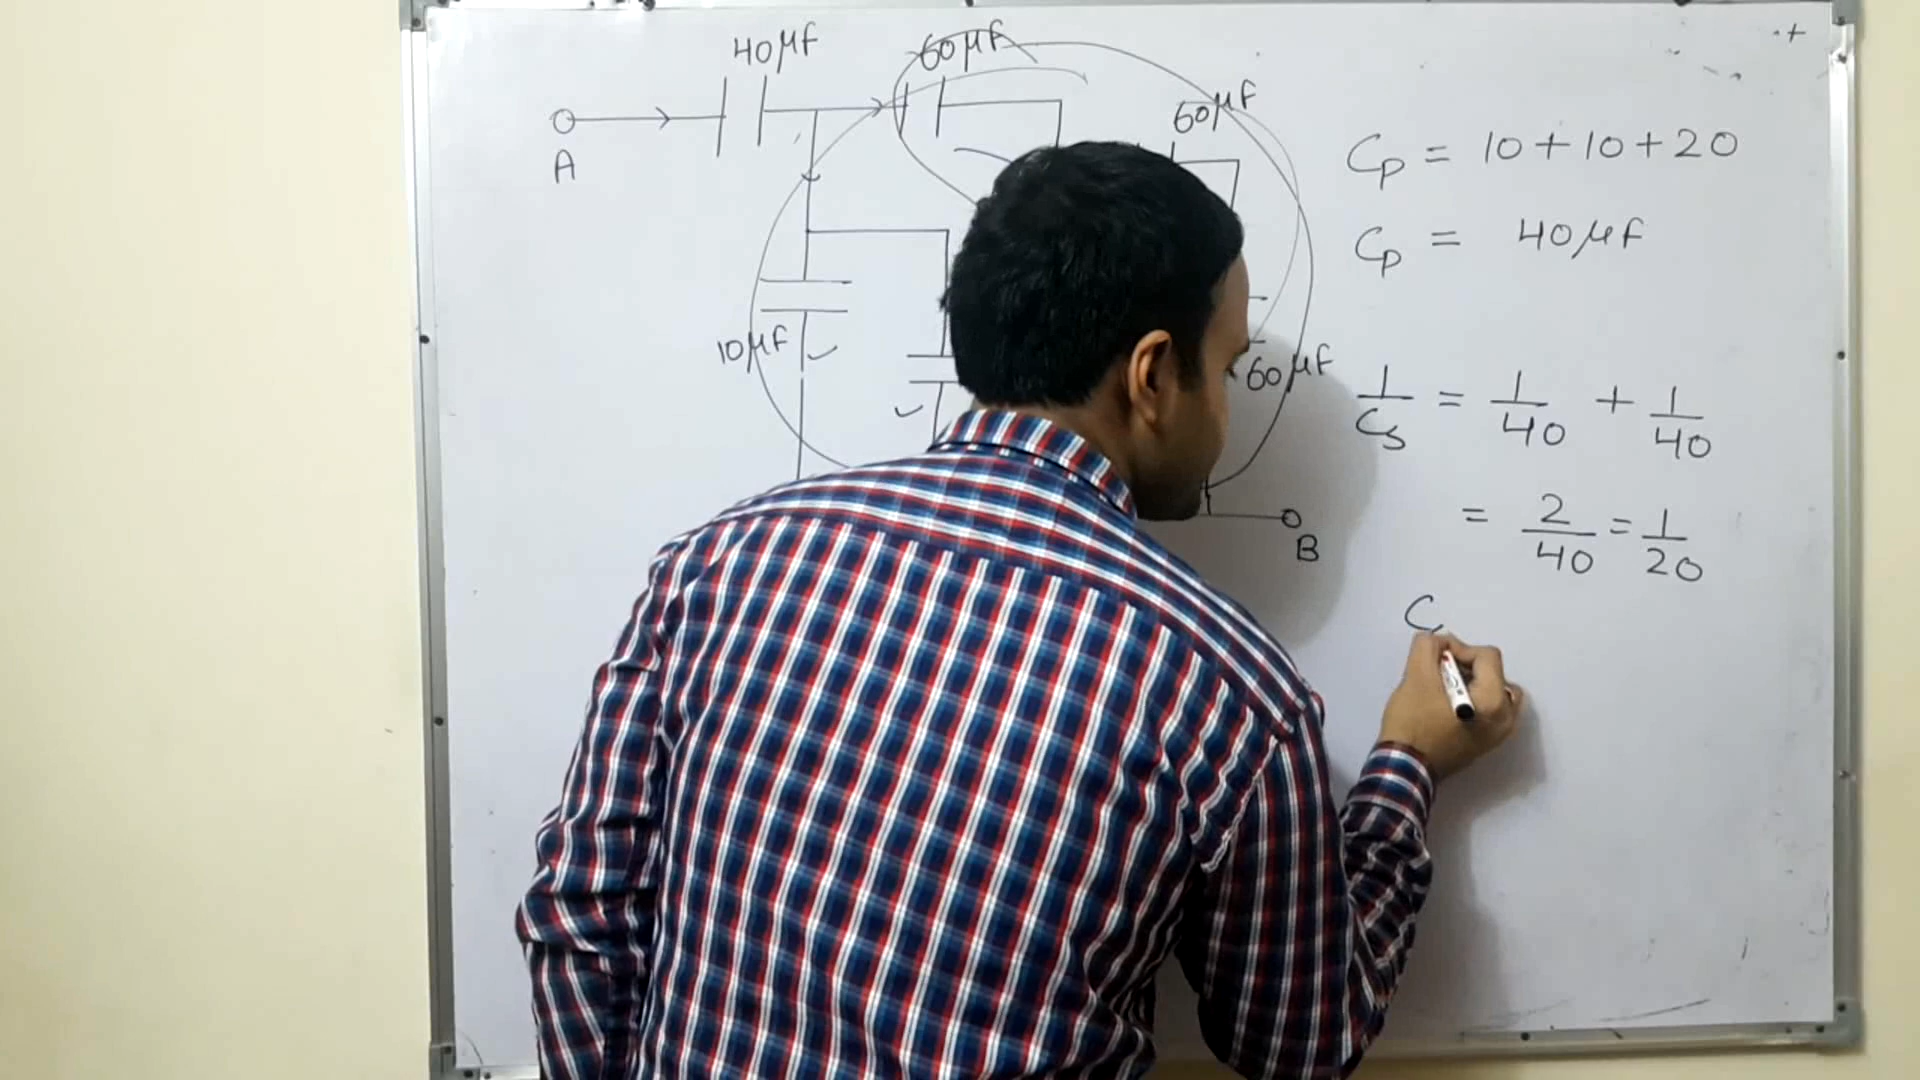 40μF
60μF
A
60μF
10μF
60μF
B
Cp = 10+10+20
Cp = 40μF
1/Cs = 1/40 + 1/40
= 2/40 = 1/20
C